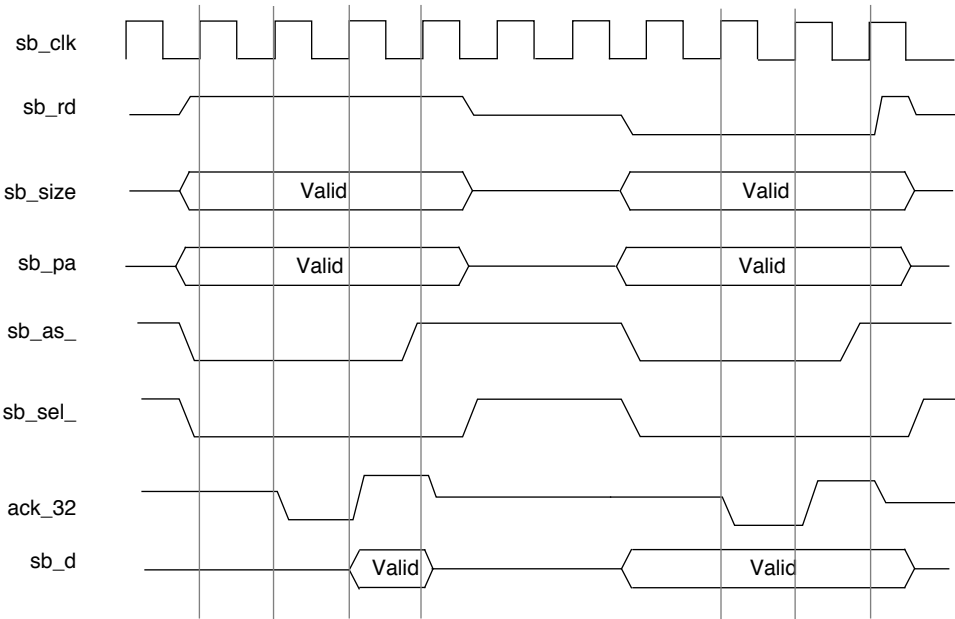 sb_clk
sb_rd
sb_size Valid Valid
sb_pa Valid Valid
sb_as_
sb_sel_
ack_32
sb_d Valid Valid